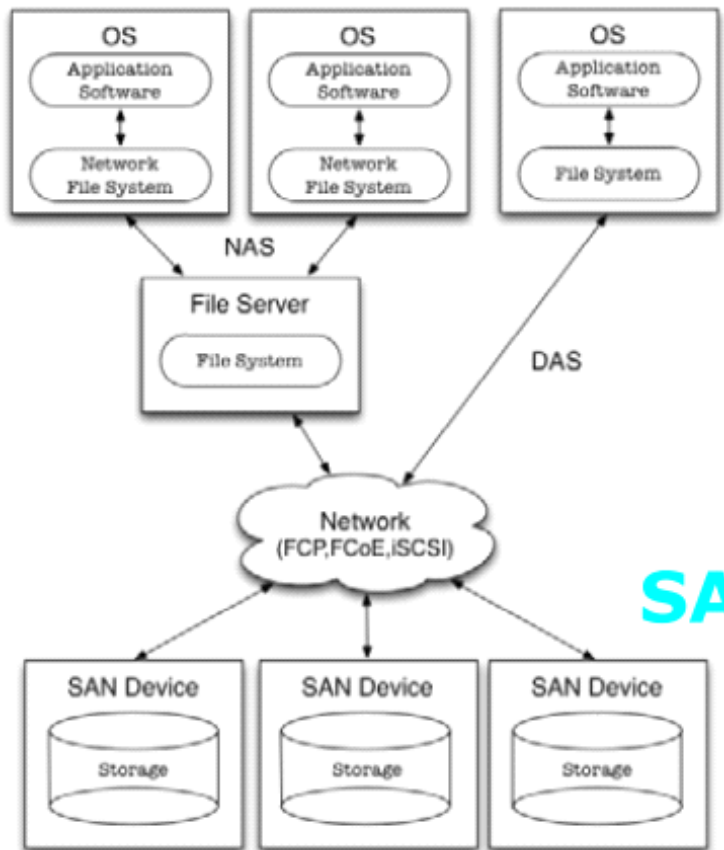 OS
Application
Software
Network
File System
OS
Application
Software
Network
File System
OS
Application
Software
File System
NAS
File Server
File System
DAS
Network
(FCP,FCoE,iSCSI)
SA
SAN Device
Storage
SAN Device
Storage
SAN Device
Storage